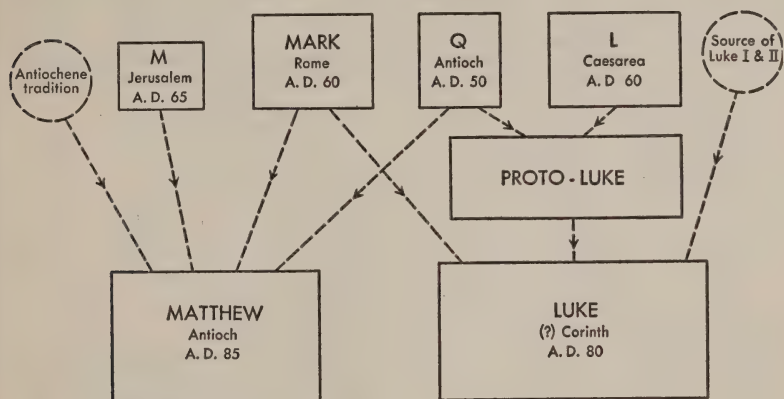 Antiochene
tradition
M
Jerusalem
A. D. 65
MARK
Rome
A. D. 60
Q
Antioch
A. D. 50
L
Caesarea
A. D 60
Source of
Luke I & II
PROTO - LUKE
MATTHEW
Antioch
A. D. 85
LUKE
(?) Corinth
A. D. 80